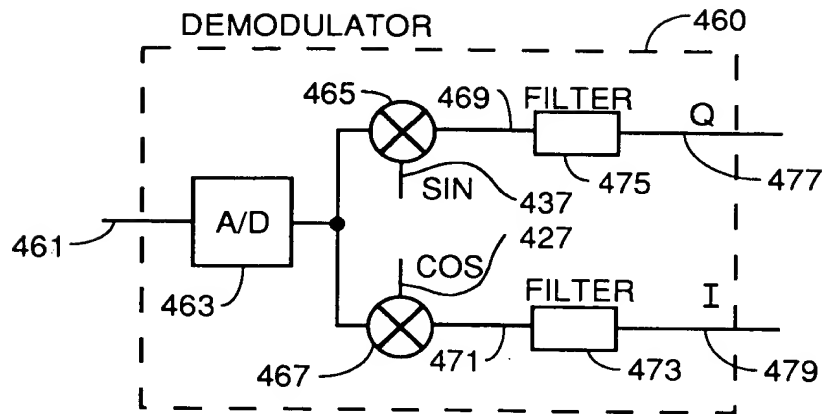 DEMODULATOR
460
465
469
FILTER
Q
SIN
437
475
477
461
A/D
463
COS
427
FILTER
I
467
471
473
479